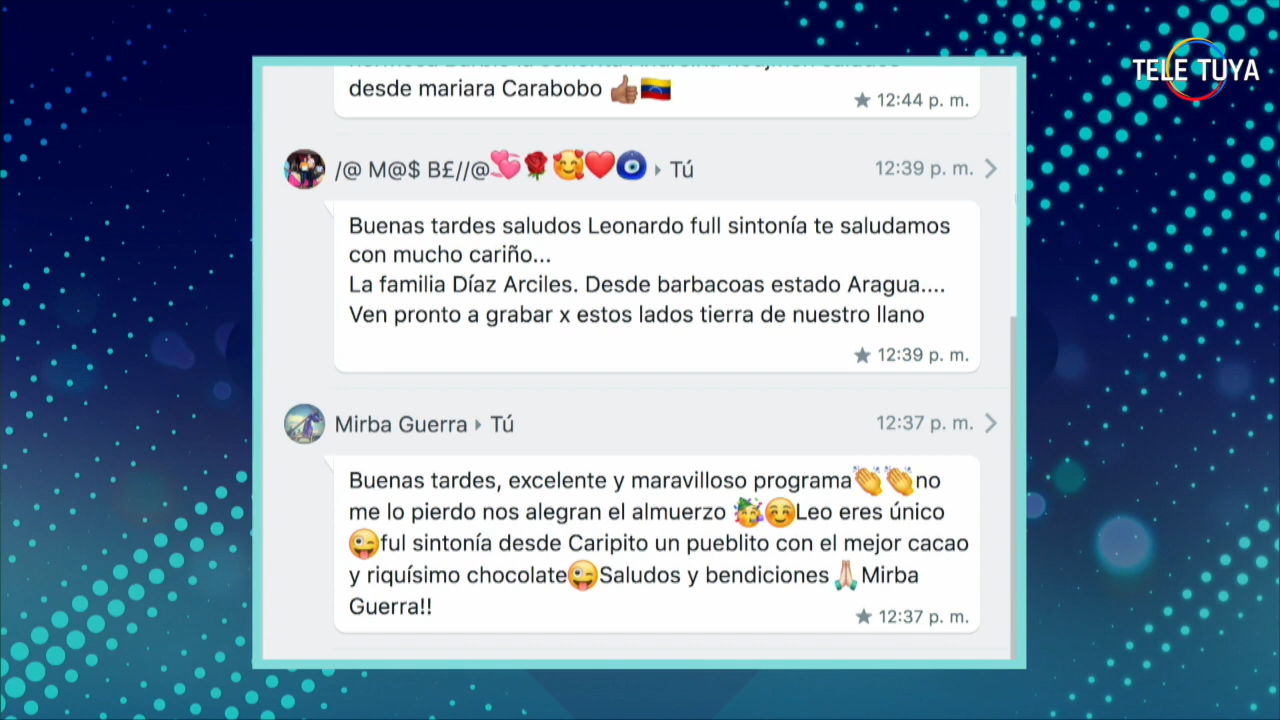 TELE TUYA
desde mariara Carabobo 👍🏾🇻🇪
12:44 p. m.
/@ M@$ B£//@💞🌹🥰❤️🧿 ▸ Tú
12:39 p. m.
Buenas tardes saludos Leonardo full sintonía te saludamos
con mucho cariño...
La familia Díaz Arciles. Desde barbacoas estado Aragua....
Ven pronto a grabar x estos lados tierra de nuestro llano
★ 12:39 p. m.
Mirba Guerra ▸ Tú
12:37 p. m.
Buenas tardes, excelente y maravilloso programa👏👏no
me lo pierdo nos alegran el almuerzo 🥳☺️Leo eres único
😜ful sintonía desde Caripito un pueblito con el mejor cacao
y riquísimo chocolate😜Saludos y bendiciones🙏🏻Mirba
Guerra!!
★ 12:37 p. m.